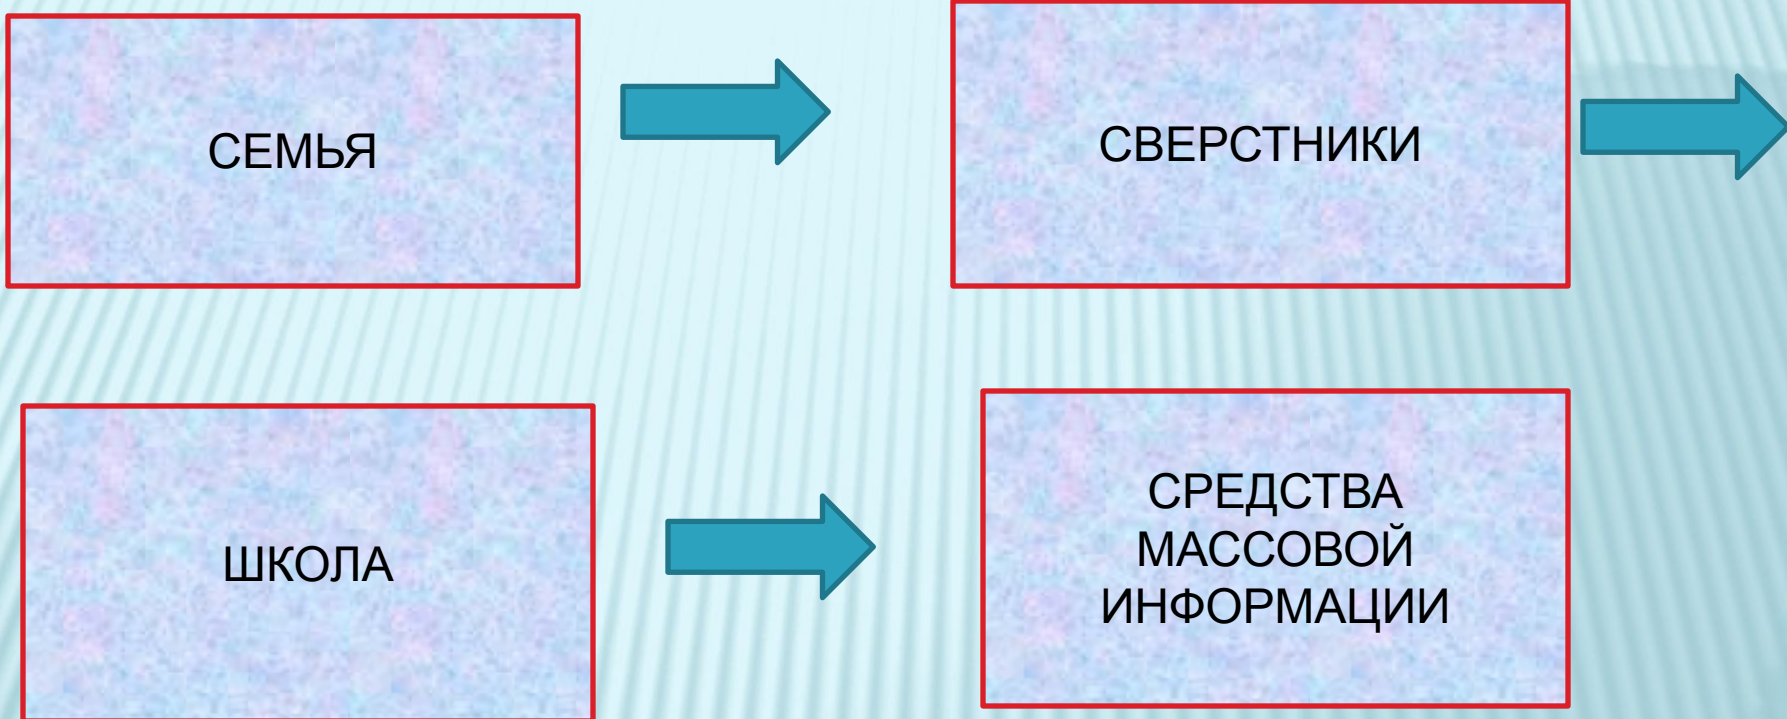 СЕМЬЯ
СВЕРСТНИКИ
ШКОЛА
СРЕДСТВА
МАССОВОЙ
ИНФОРМАЦИИ